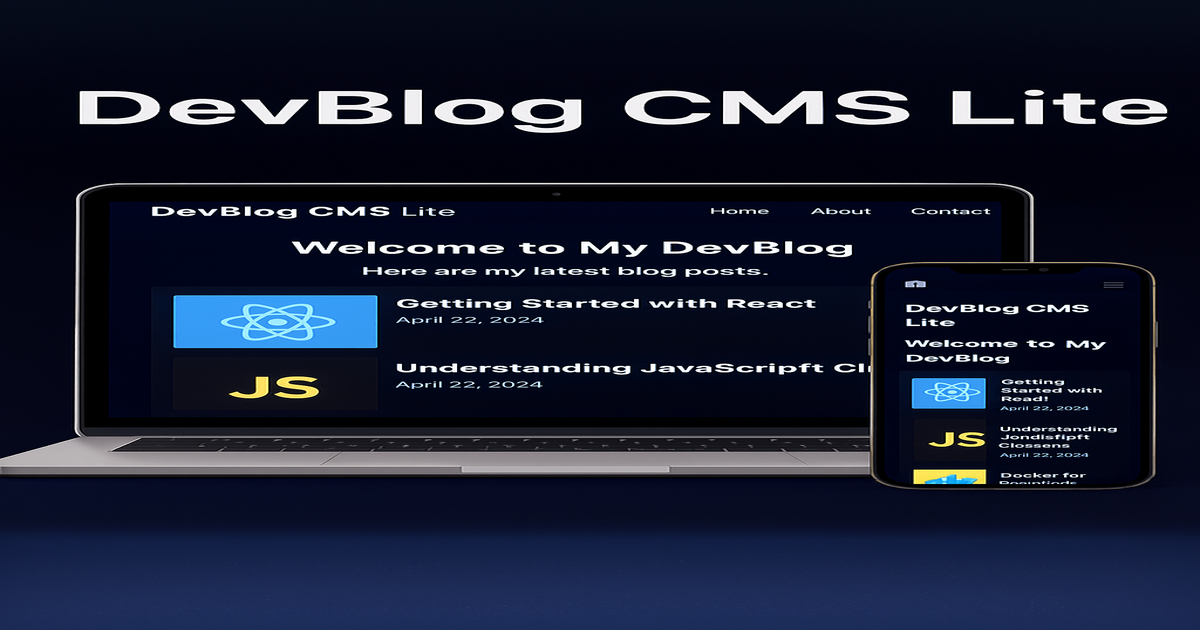 DevBlog CMS Lite
DevBlog CMS Lite
Home About Contact
Welcome to My DevBlog
Here are my latest blog posts.
Getting Started with React
April 22, 2024
JS
Understanding JavaScripft Cl
April 22, 2024
DevBlog CMS
Lite
Welcome to My
DevBlog
Getting
Started with
Read!
April 22, 2024
JS
Understanding
Jondisfipft
Clossens
April 22, 2024
Docker for